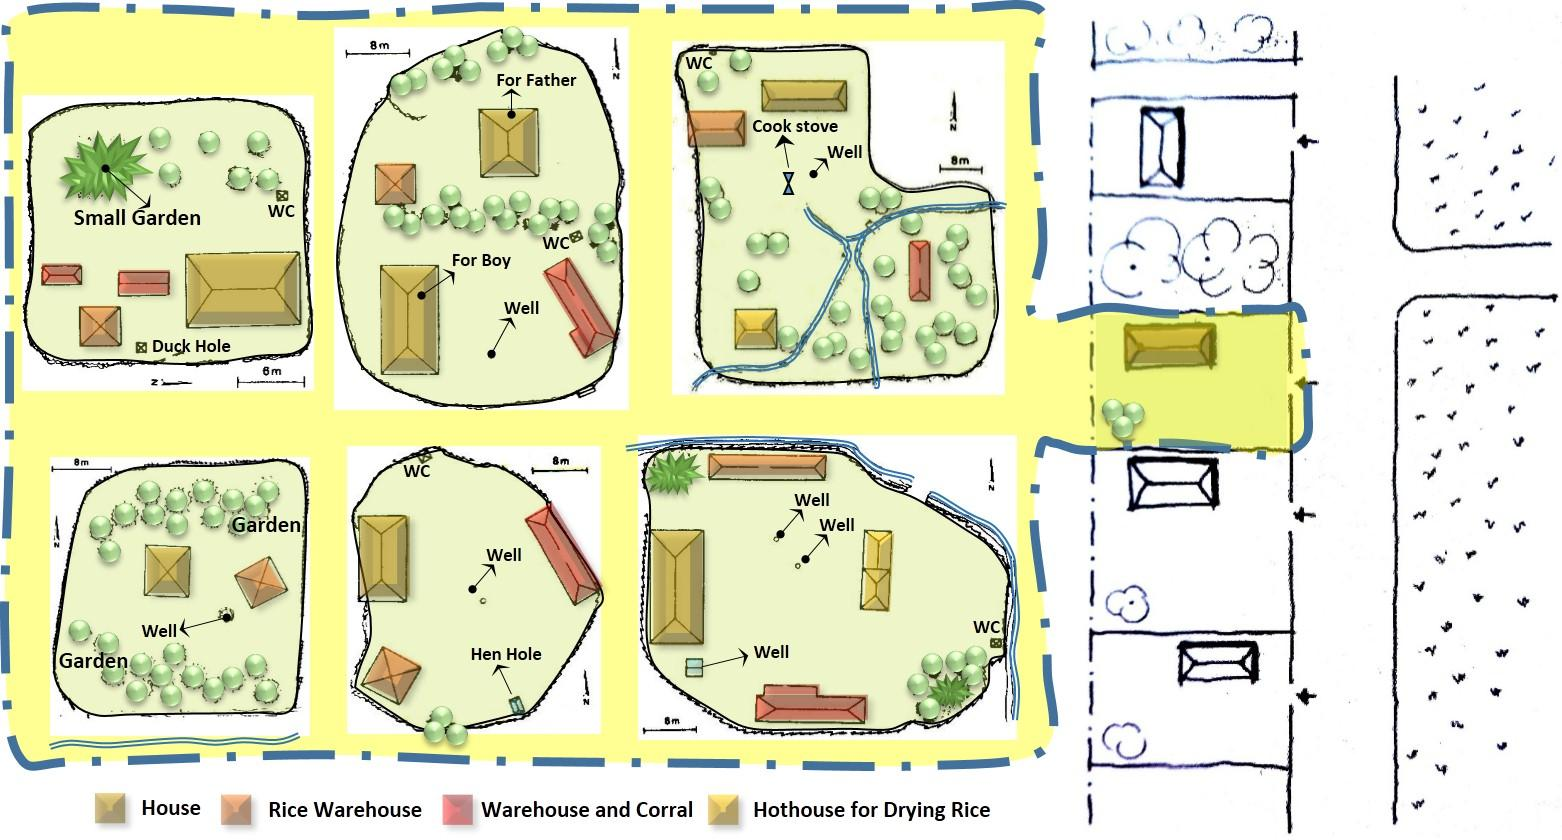 Small Garden
WC
Duck Hole
N
6m
8m
N
For Father
WC
For Boy
Well
WC
Cook stove
Well
N
8m
8m
N
Garden
Well
Garden
WC
8m
Well
Hen Hole
N
N
Well
Well
WC
Well
8m
House
Rice Warehouse
Warehouse and Corral
Hothouse for Drying Rice